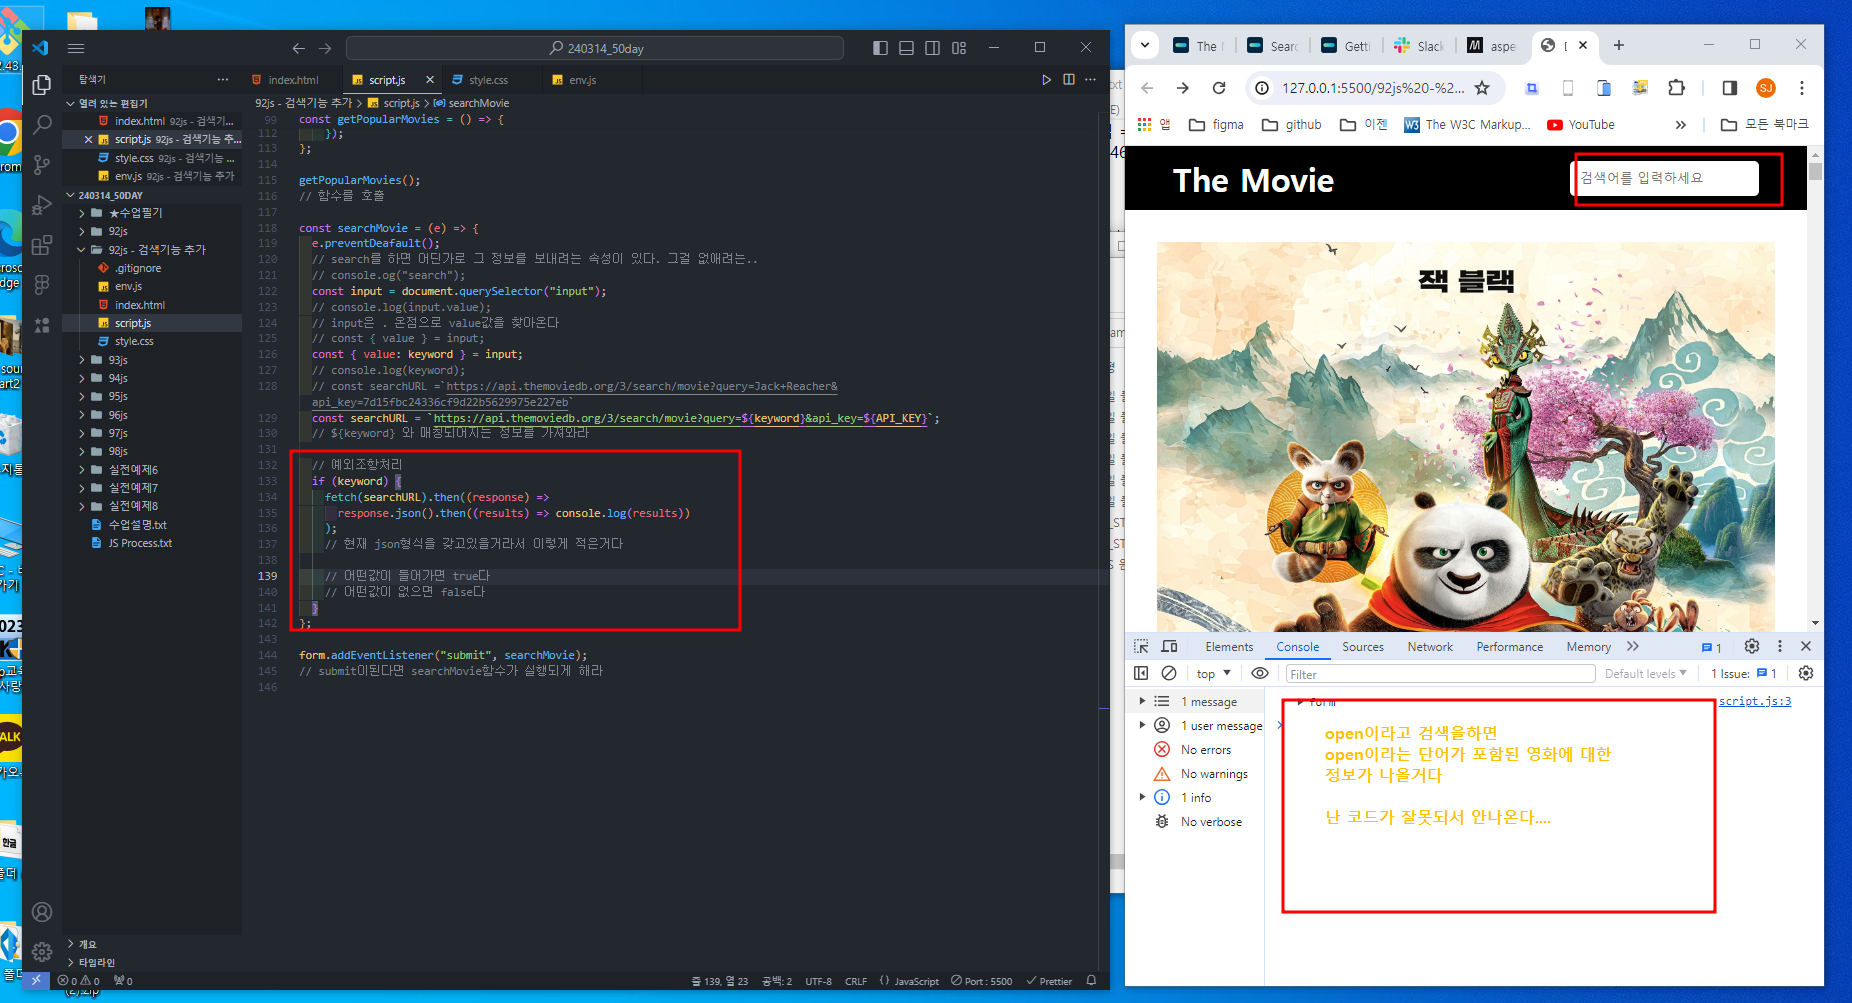 240314_50day
탐색기
index.html
script.js
style.css
env.js
열려 있는 편집기
index.html 92js - 검색기...
script.js 92js - 검색기능 추...
style.css 92js - 검색기능 ...
env.js 92js - 검색기능 추가
240314_50DAY
★수업필기
92js
92js - 검색기능 추가
.gitignore
env.js
index.html
script.js
style.css
93js
94js
95js
96js
97js
98js
실전예제6
실전예제7
실전예제8
수업설명.txt
JS Process.txt
개요
타임라인
92js - 검색기능 추가 > script.js > searchMovie
99 const getPopularMovies = () => {
112 });
113 };
114
115 getPopularMovies();
116 // 함수를 호출
117
118 const searchMovie = (e) => {
119 e.preventDeafault();
120 // search를 하면 어딘가로 그 정보를 보내려는 속성이 있다. 그걸 없애려는..
121 // console.og("search");
122 const input = document.querySelector("input");
123 // console.log(input.value);
124 // input은 . 온점으로 value값을 찾아온다
125 // const { value } = input;
126 const { value: keyword } = input;
127 // console.log(keyword);
128 // const searchURL =`https://api.themoviedb.org/3/search/movie?query=Jack+Reacher&
api_key=7d15fbc24336cf9d22b5629975e227eb`
129 const searchURL = `https://api.themoviedb.org/3/search/movie?query=${keyword}&api_key=${API_KEY}`;
130 // ${keyword} 와 매칭되어지는 정보를 가져와라
131
132 // 예외조항처리
133 if (keyword) {
134 fetch(searchURL).then((response) =>
135 response.json().then((results) => console.log(results))
136 );
137 // 현재 json형식을 갖고있을거라서 이렇게 적은거다
138
139 // 어떤값이 들어가면 true다
140 // 어떤값이 없으면 false다
141 }
142 };
143
144 form.addEventListener("submit", searchMovie);
145 // submit이된다면 searchMovie함수가 실행되게 해라
146
0 0 0
줄 139, 열 23 공백: 2 UTF-8 CRLF {} JavaScript Port : 5500 Prettier
The
Sear
Getti
Slack
aspe
127.0.0.1:5500/92js%20-%2...
SJ
앱 figma github 이젠 The W3C Markup... YouTube » 모든 북마크
The Movie
검색어를 입력하세요
잭 블랙
Elements Console Sources Network Performance Memory » 1
top Filter Default levels 1 Issue: 1
1 message
1 user message
No errors
No warnings
1 info
No verbose
form
script.js:3
open이라고 검색을하면
open이라는 단어가 포함된 영화에 대한
정보가 나올거다
난 코드가 잘못되서 안나온다....